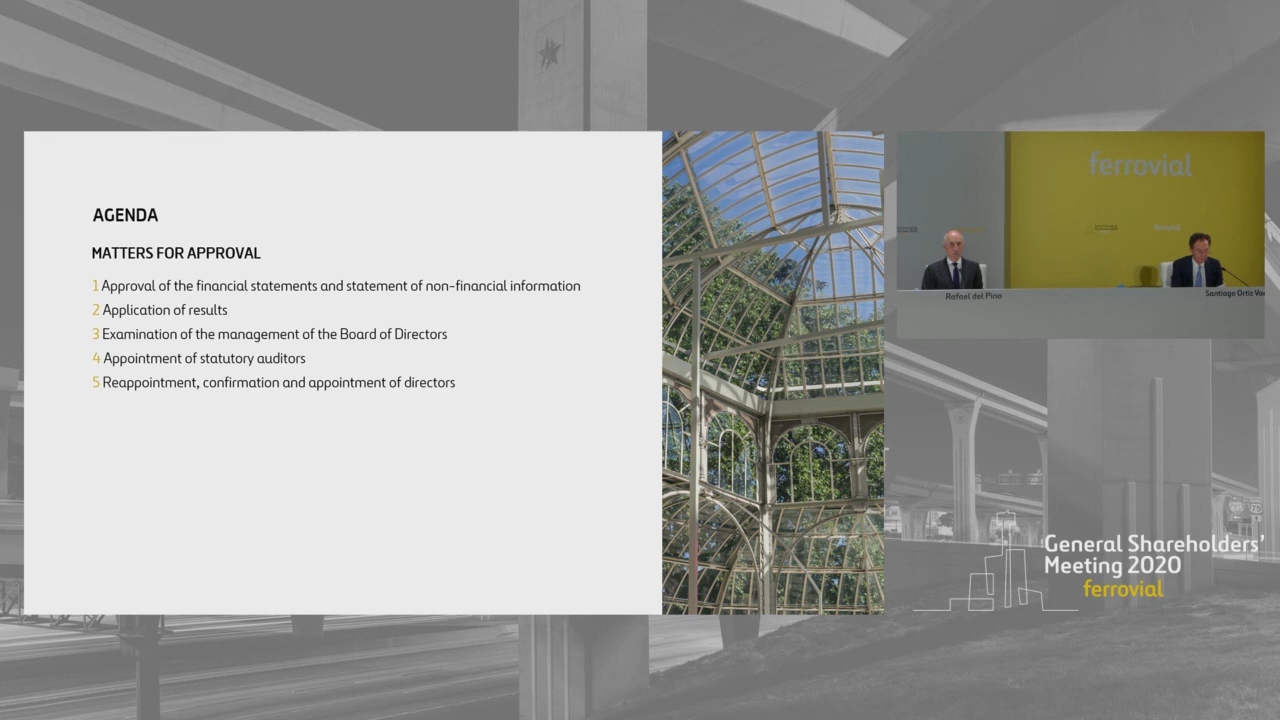 AGENDA
MATTERS FOR APPROVAL
1 Approval of the financial statements and statement of non-financial information
2 Application of results
3 Examination of the management of the Board of Directors
4 Appointment of statutory auditors
5 Reappointment, confirmation and appointment of directors
ferrovial
ferrovial
Rafael del Pino
Santiago Ortiz
General Shareholders'
Meeting 2020
ferrovial